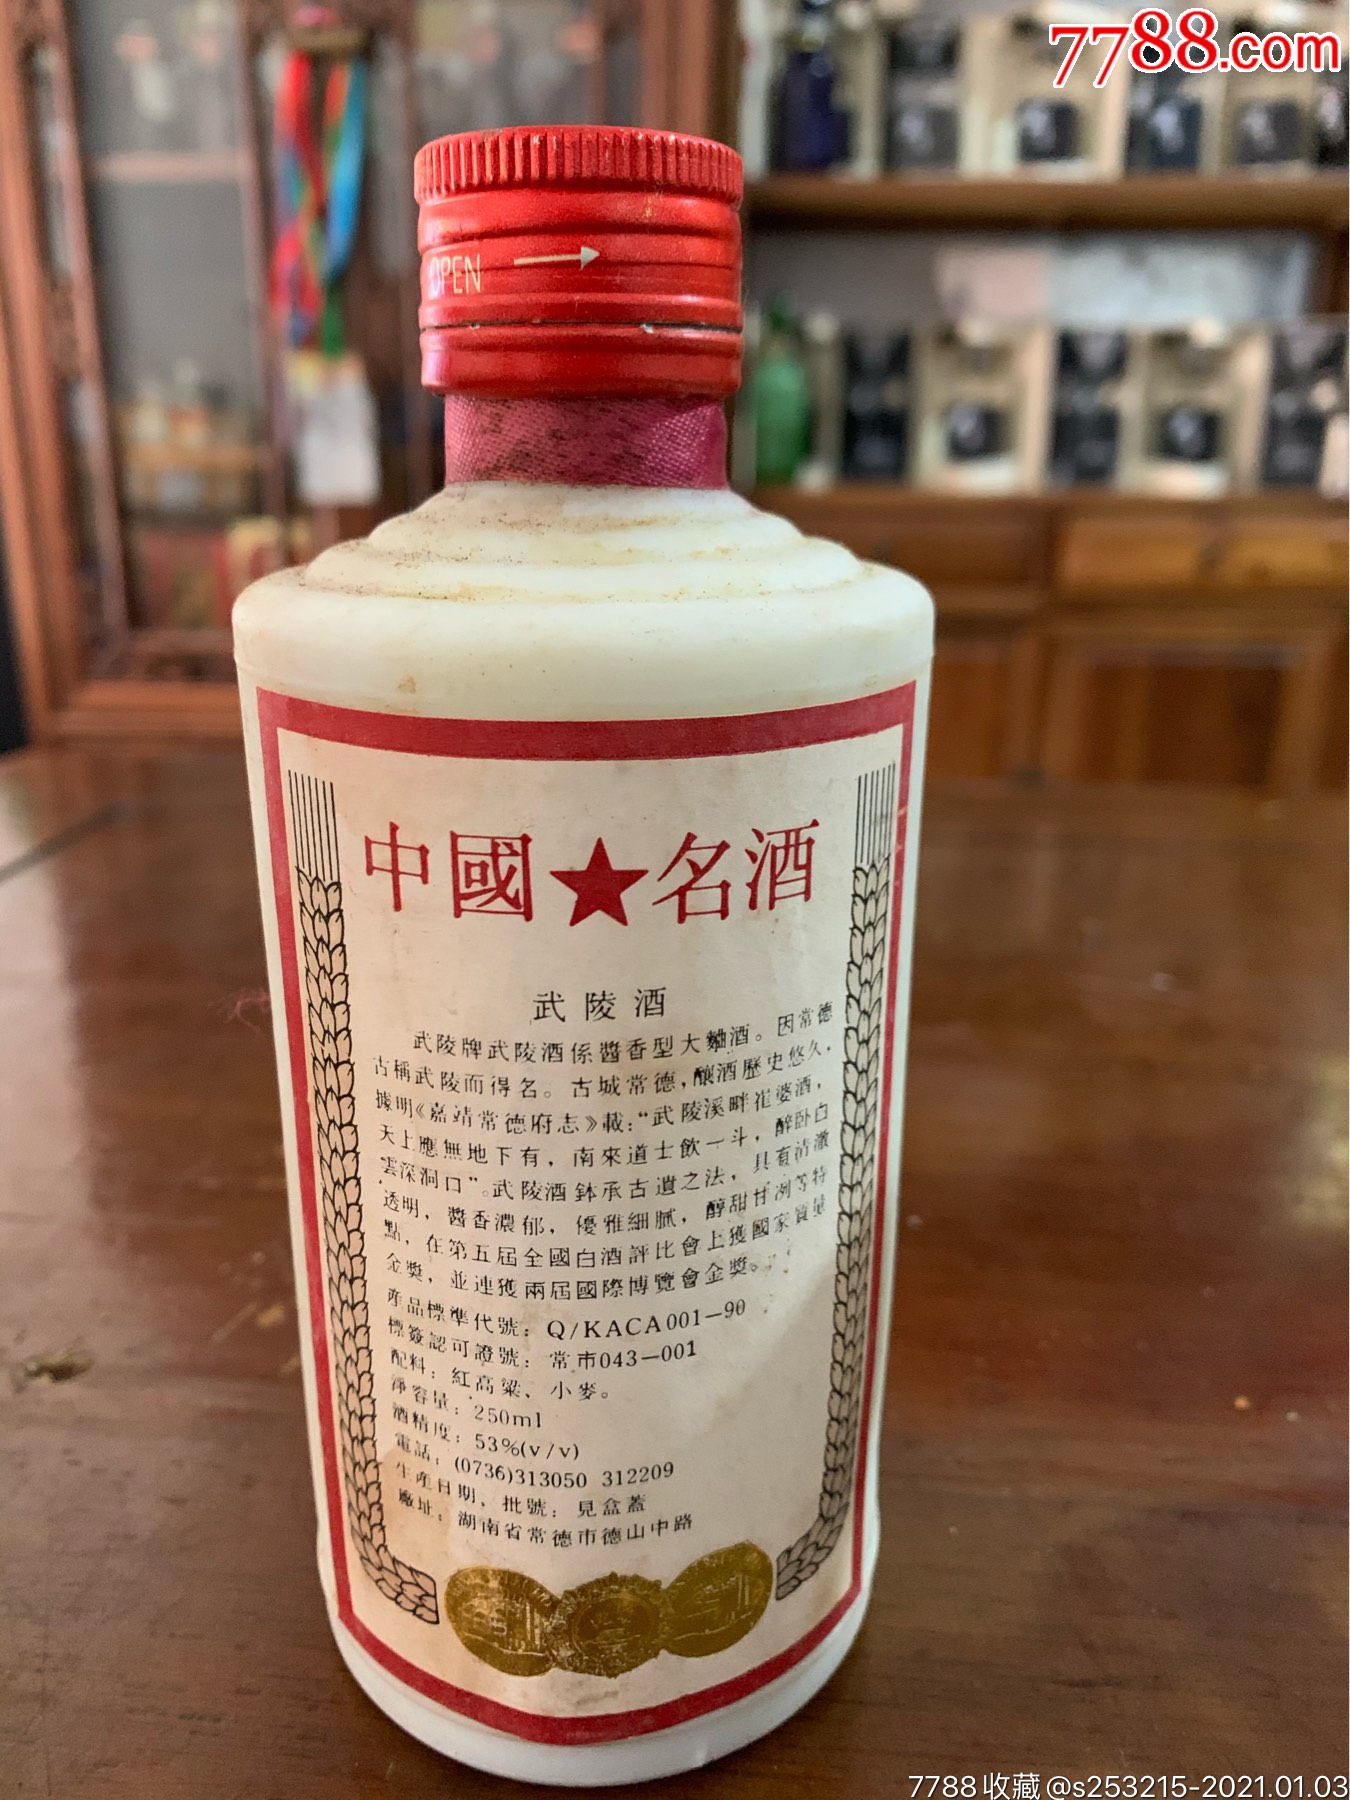 7788.com
OPEN
中國★名酒
武陵酒
武陵牌武陵酒係醬香型大麯酒。因常德
古稱武陵而得名。古城常德，釀酒歷史悠久，
據明《嘉靖常德府志》載：“武陵溪畔崔婆酒，
天上應無地下有，南來道士飲一斗，醉卧白
雲深洞口”。武陵酒鉢承古遺之法，具有清澈
透明，醬香濃郁，優雅細膩，醇甜甘冽等特
點，在第五屆全國白酒評比會上獲國家質量
金獎，並連獲兩屆國際博覽會金獎。
産品標準代號：Q/KACA001—90
標簽認可證號：常市043—001
配料：紅高粱、小麥。
淨容量：250ml
酒精度：53%(v/v)
電話：(0736)313050 312209
生産日期，批號：見盒蓋
廠址：湖南省常德市德山中路
7788收藏@s253215-2021.01.03